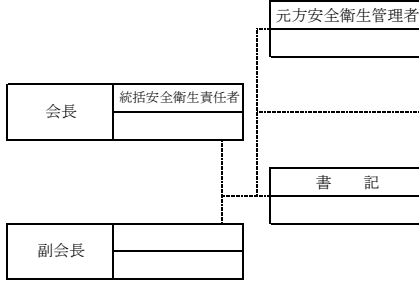 元方安全衛生管理者
会長
統括安全衛生責任者
書　　記
副会長